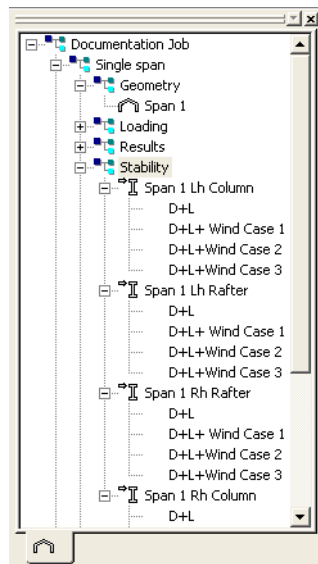 Documentation Job
Single span
Geometry
Span 1
Loading
Results
Stability
Span 1 Lh Column
D+L
D+L+ Wind Case 1
D+L+Wind Case 2
D+L+Wind Case 3
Span 1 Lh Rafter
D+L
D+L+ Wind Case 1
D+L+Wind Case 2
D+L+Wind Case 3
Span 1 Rh Rafter
D+L
D+L+ Wind Case 1
D+L+Wind Case 2
D+L+Wind Case 3
Span 1 Rh Column
D+L